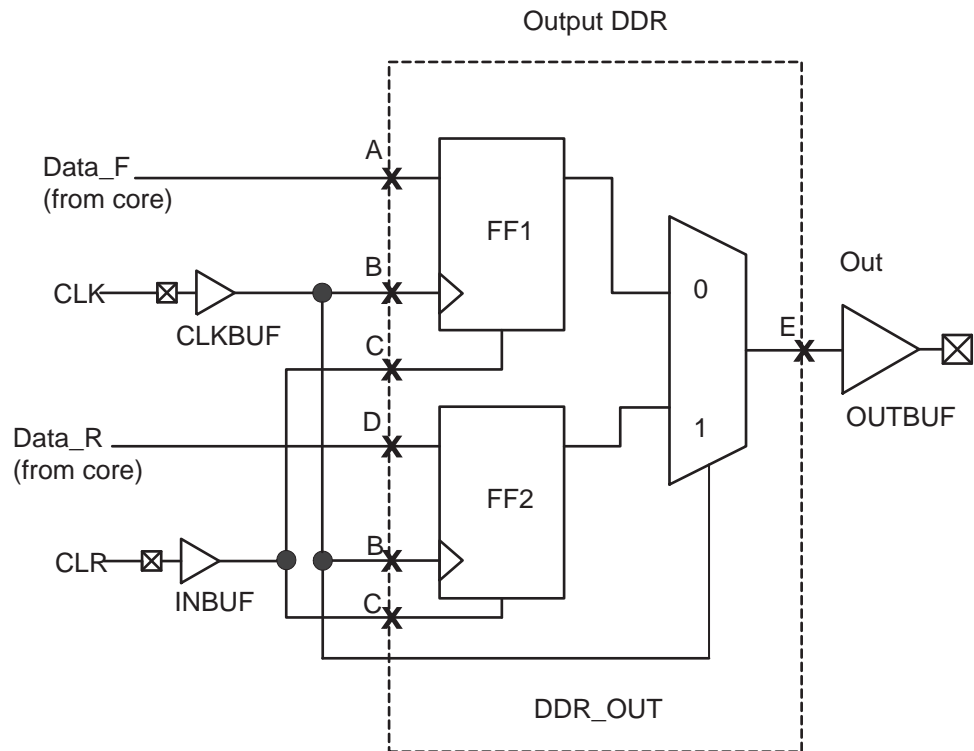 Output DDR
A
Data_F
(from core)
FF1
B
CLK
CLKBUF
0
Out
E
C
OUTBUF
D
Data_R
(from core)
1
FF2
B
CLR
INBUF
C
DDR_OUT